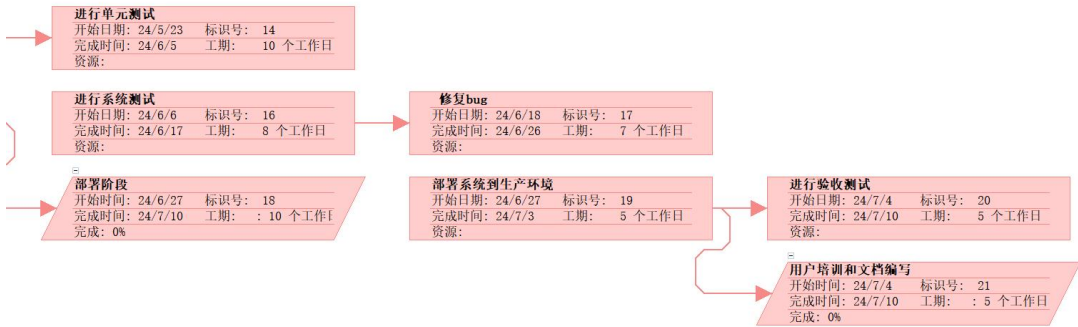 进行单元测试
开始日期: 24/5/23 标识号: 14
完成时间: 24/6/5 工期: 10 个工作日
资源:
进行系统测试
开始日期: 24/6/6 标识号: 16
完成时间: 24/6/17 工期: 8 个工作日
资源:
修复bug
开始日期: 24/6/18 标识号: 17
完成时间: 24/6/26 工期: 7 个工作日
资源:
部署阶段
开始时间: 24/6/27 标识号: 18
完成时间: 24/7/10 工期: : 10 个工作
完成: 0%
部署系统到生产环境
开始日期: 24/6/27 标识号: 19
完成时间: 24/7/3 工期: 5 个工作日
资源:
进行验收测试
开始日期: 24/7/4 标识号: 20
完成时间: 24/7/10 工期: 5 个工作日
资源:
用户培训和文档编写
开始时间: 24/7/4 标识号: 21
完成时间: 24/7/10 工期: : 5 个工作日
完成: 0%